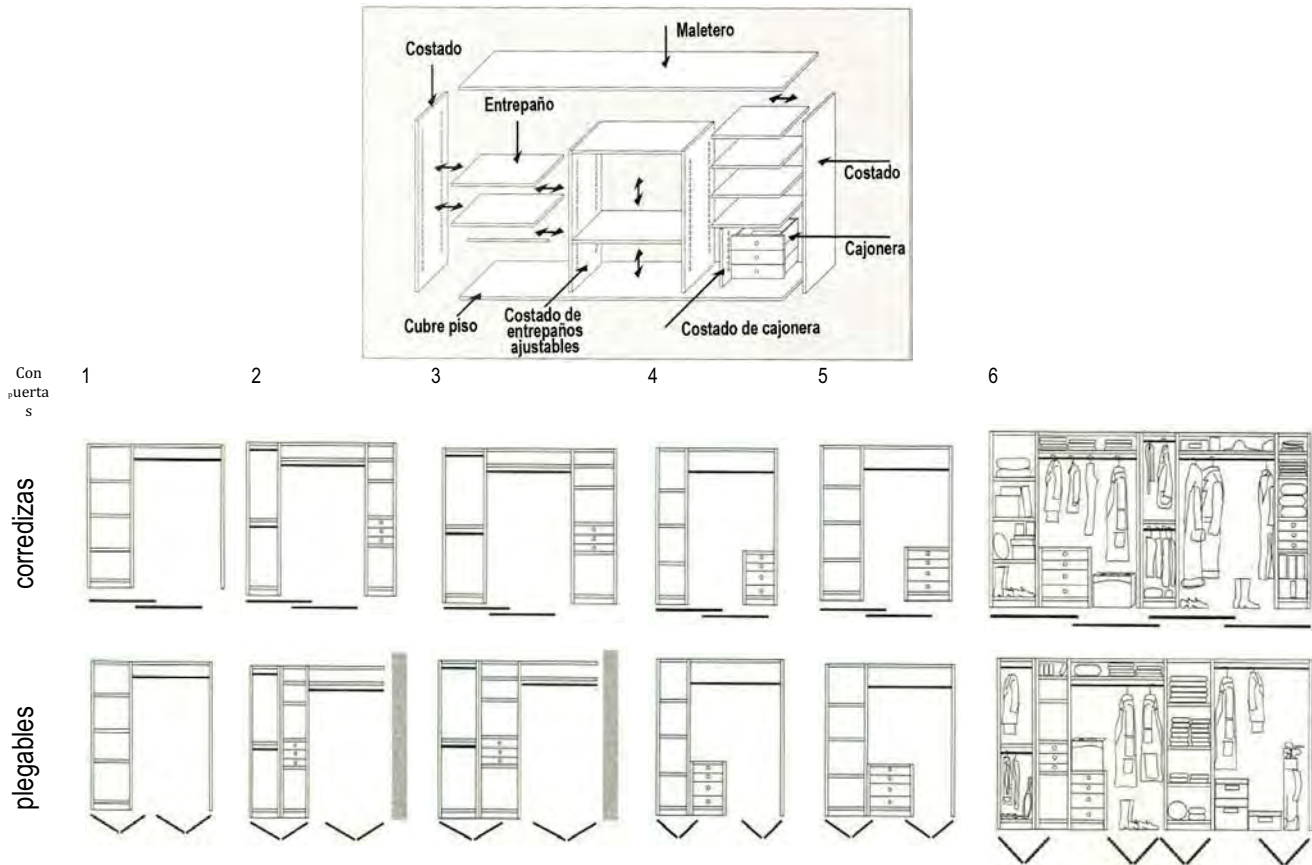 Maletero
Costado
Entrepaño
Costado
Cajonera
Cubre piso
Costado de
entrepaños
ajustables
Costado de cajonera
Con
puerta
s
1 2 3 4 5 6
corredizas
plegables